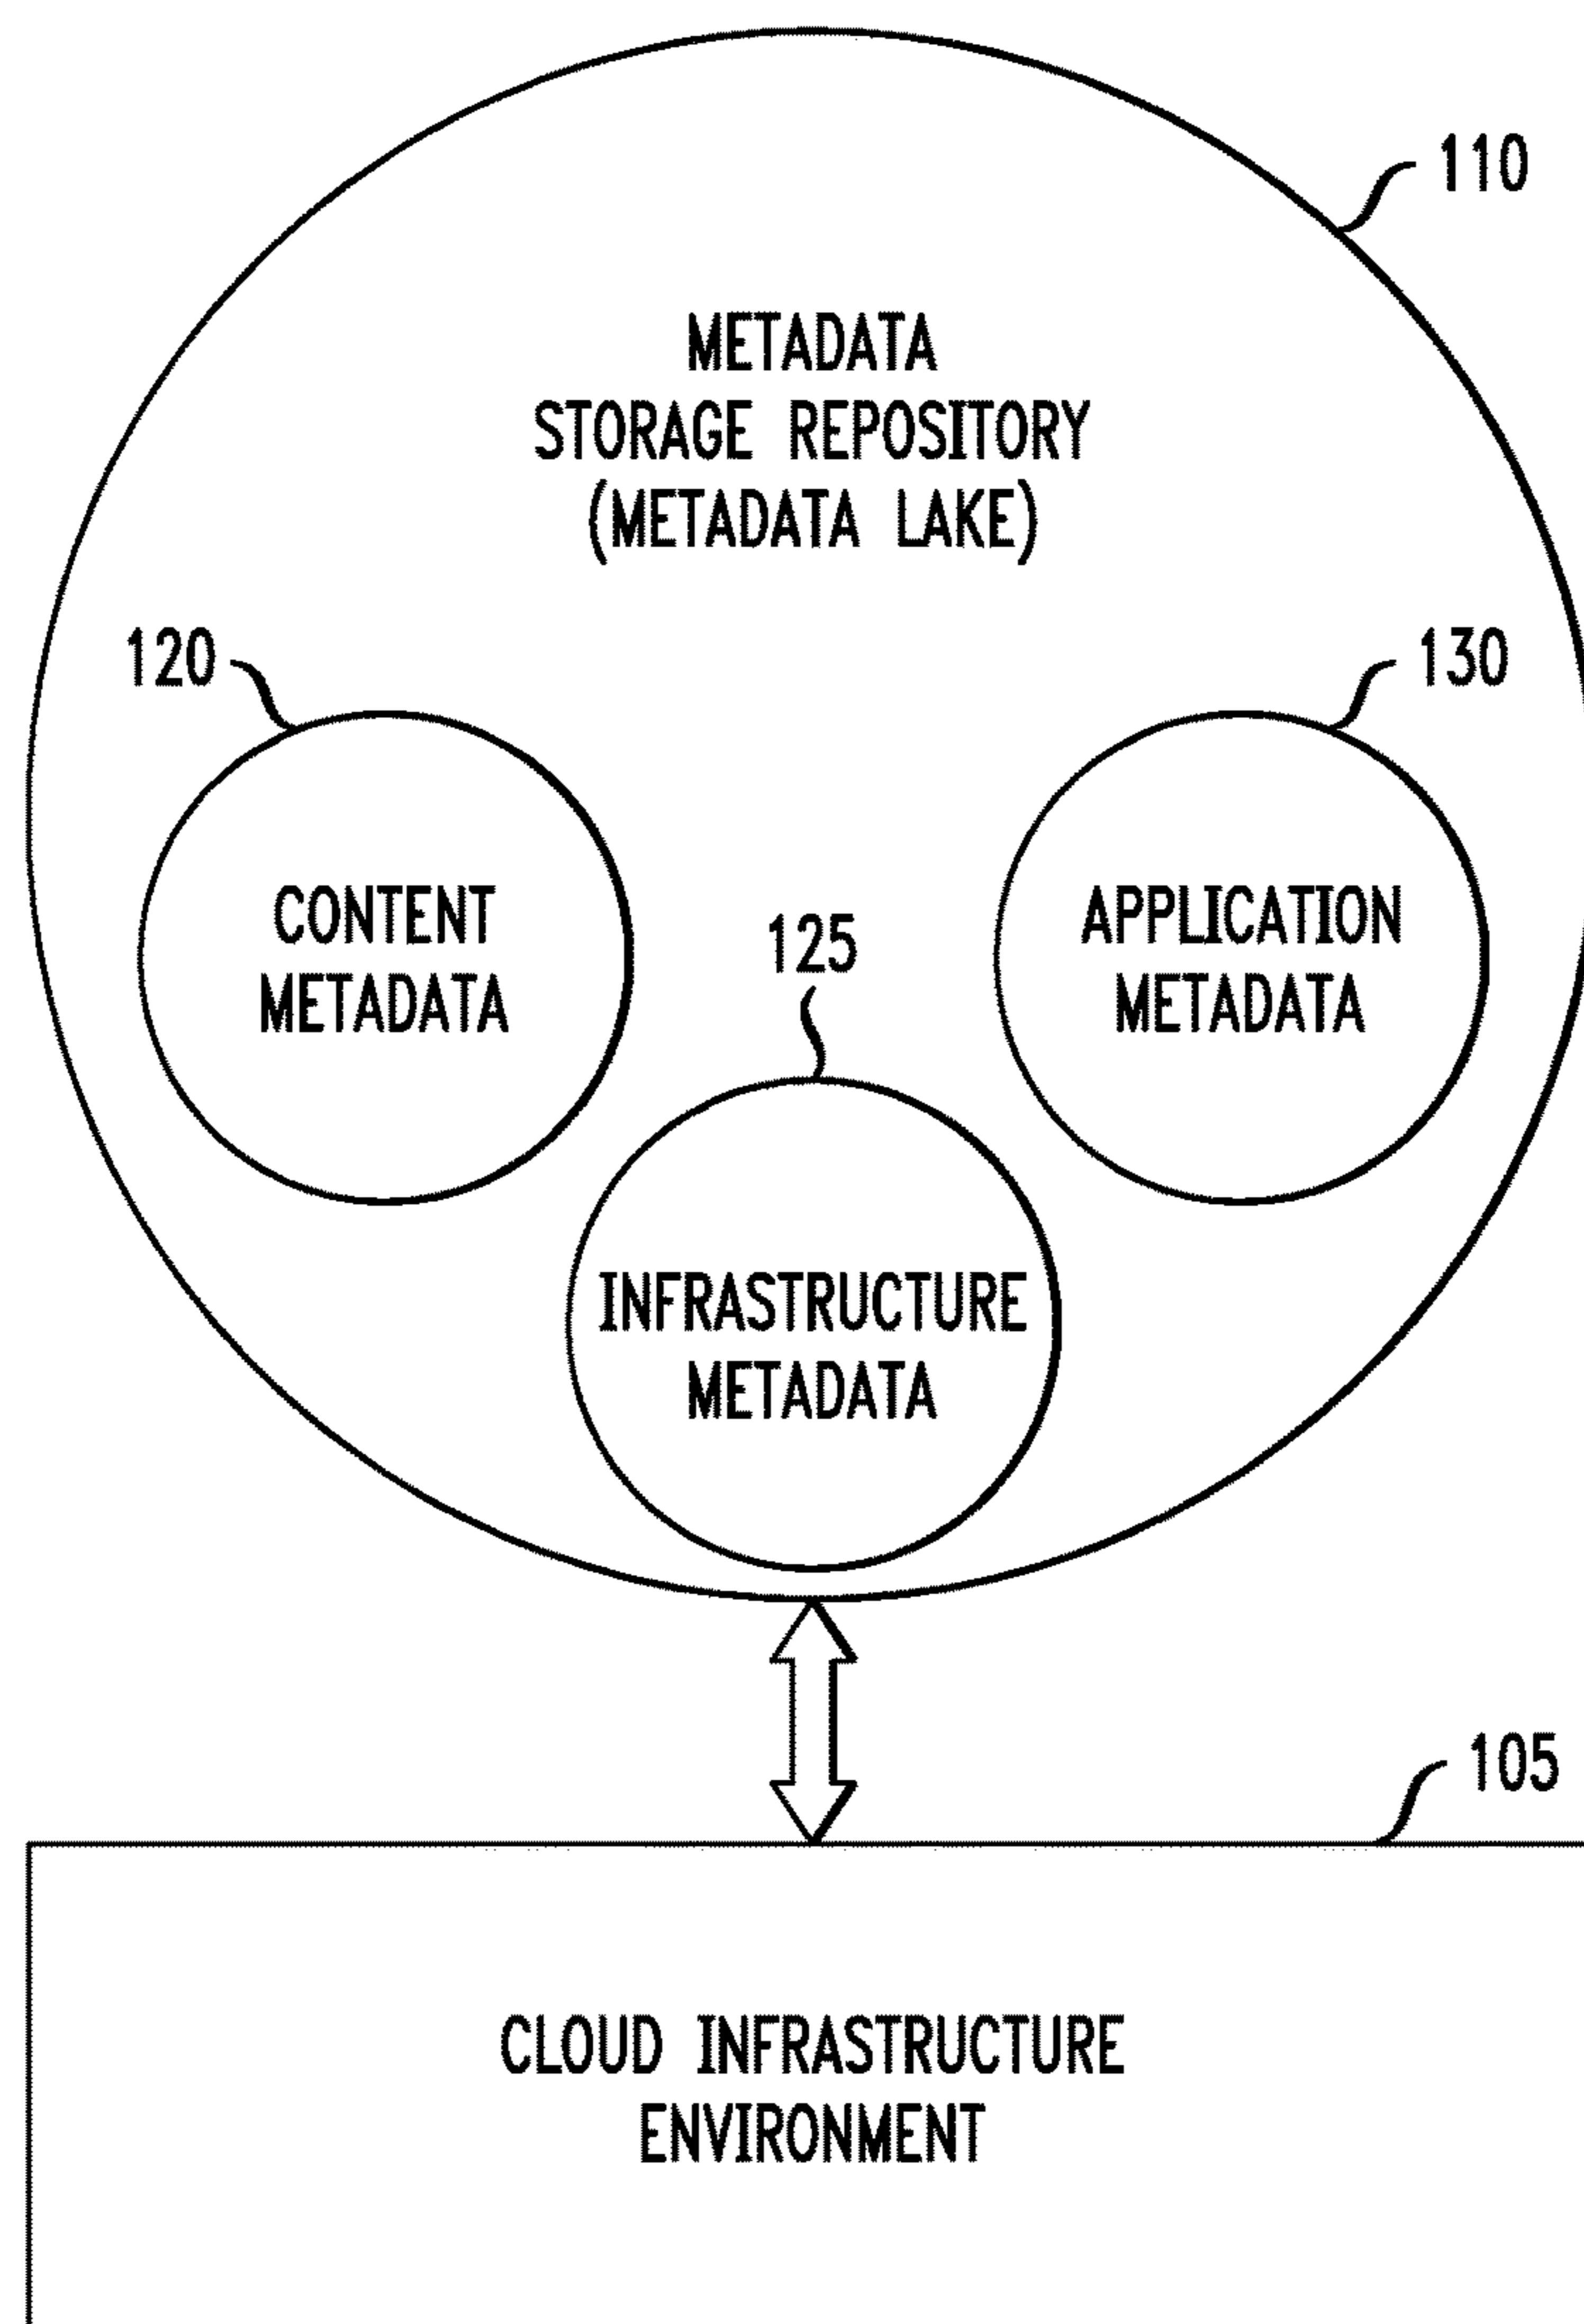 110
METADATA
STORAGE REPOSITORY
(METADATA LAKE)
120
130
CONTENT
METADATA
125
APPLICATION
METADATA
INFRASTRUCTURE
METADATA
105
CLOUD INFRASTRUCTURE
ENVIRONMENT